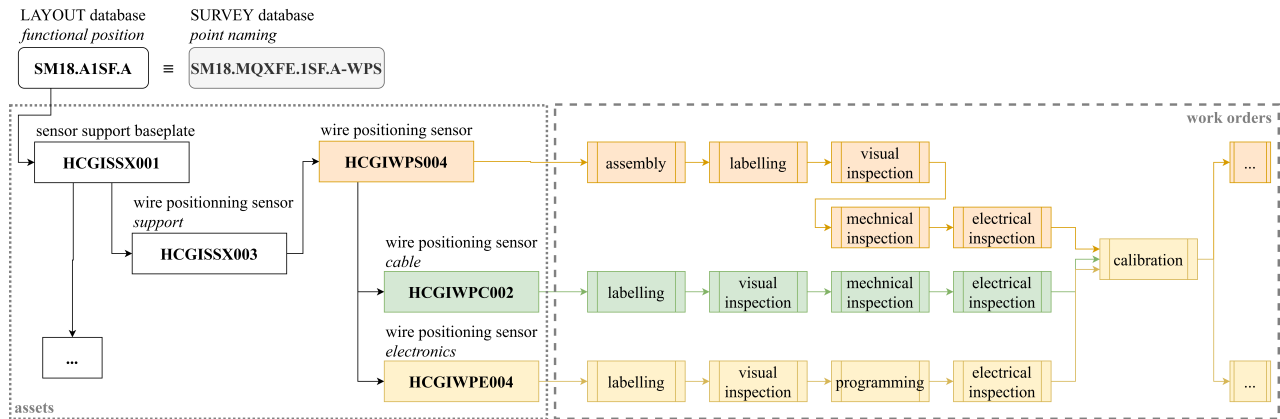 LAYOUT database
functional position
SM18.A1SF.A
≡
SURVEY database
point naming
SM18.MQXFE.1SF.A-WPS
sensor support baseplate
HCGISSX001
wire positionning sensor
support
HCGISSX003
...
wire positioning sensor
HCGIWPS004
wire positioning sensor
cable
HCGIWPC002
wire positioning sensor
electronics
HCGIWPE004
assets
work orders
assembly
labelling
visual
inspection
mechnical
inspection
electrical
inspection
labelling
visual
inspection
mechnical
inspection
electrical
inspection
labelling
visual
inspection
programming
electrical
inspection
calibration
...
...